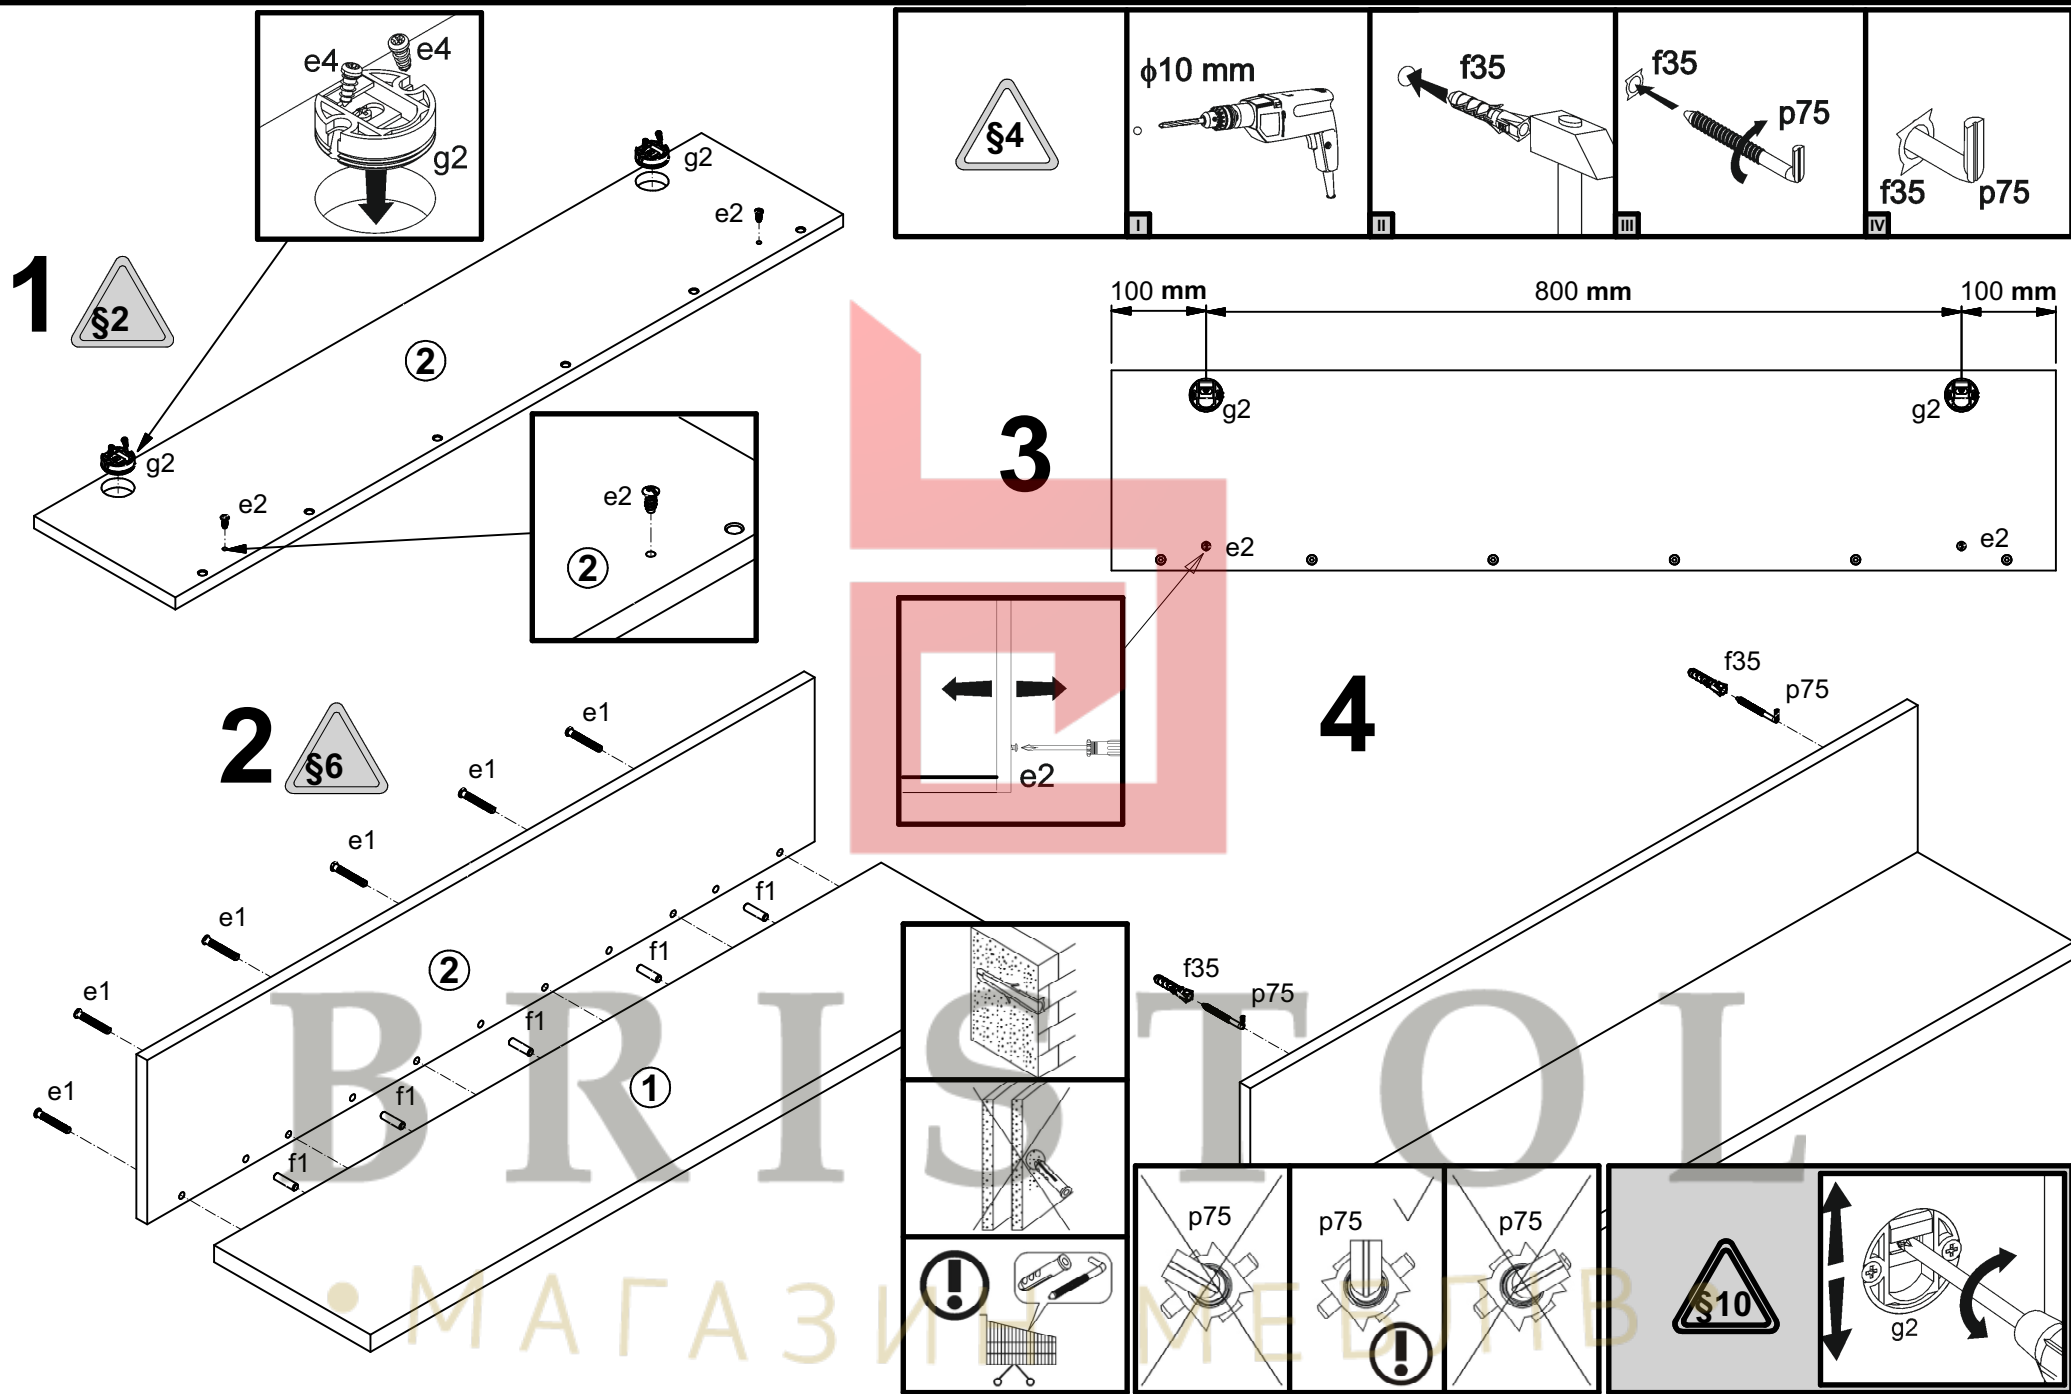 e4
e4
g2
g2
e2
1
§2
2
g2
e2
e2
2
§4
ϕ10 mm
I
f35
II
f35
p75
III
f35
p75
IV
100 mm
800 mm
100 mm
3
g2
g2
e2
e2
e2
2
§6
e1
e1
e1
e1
e1
e1
2
f1
f1
f1
f1
f1
1
4
f35
p75
f35
p75
BRISTOL
p75
p75
p75
§10
g2
• МАГАЗИН МЕБЛІВ •